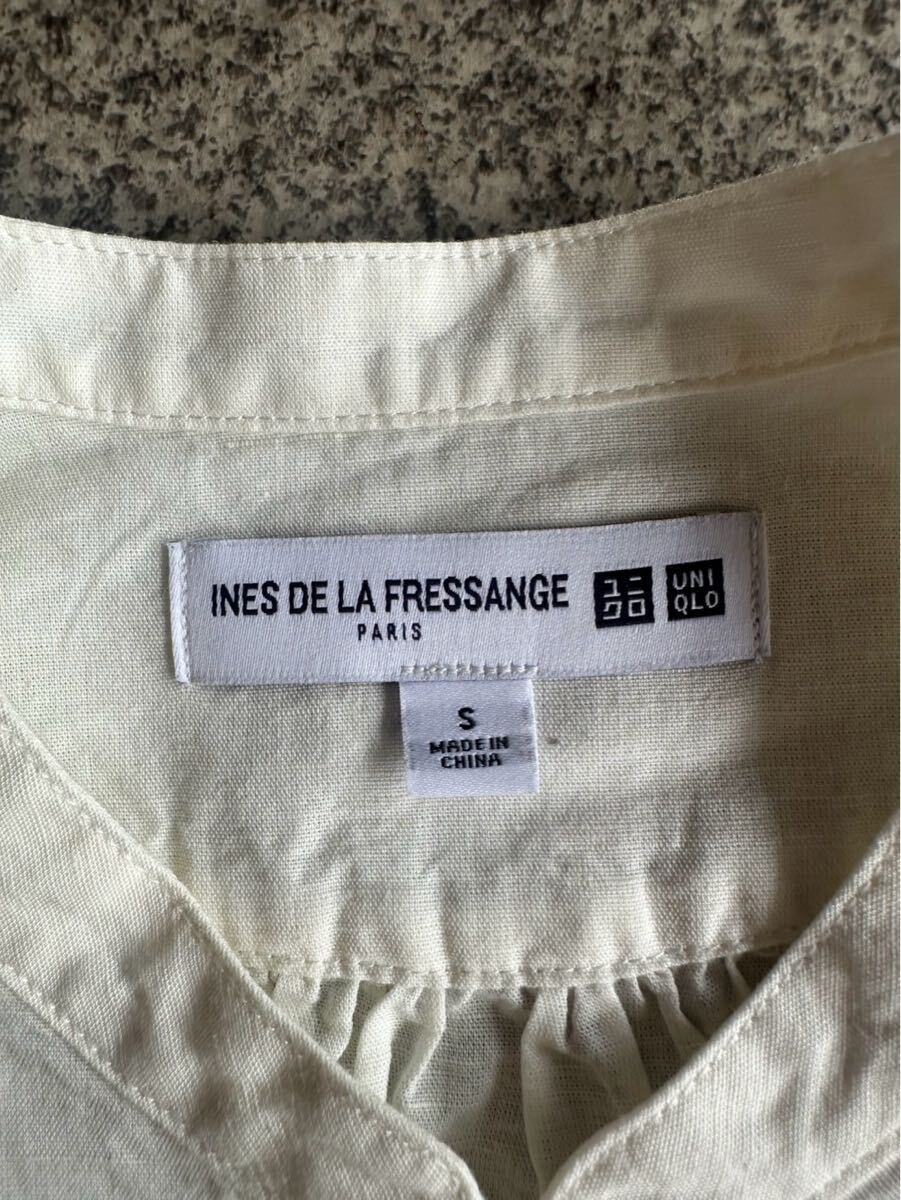 INES DE LA FRESSANGE
PARIS
ユニ
クロ
UNI
QLO
S
MADE IN
CHINA